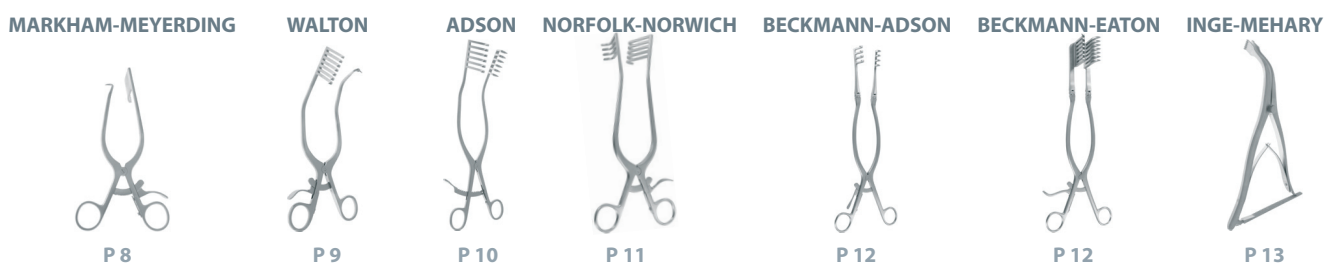 MARKHAM-MEYERDING WALTON ADSON NORFOLK-NORWICH BECKMANN-ADSON BECKMANN-EATON INGE-MEHARY
P 8 P 9 P 10 P 11 P 12 P 12 P 13